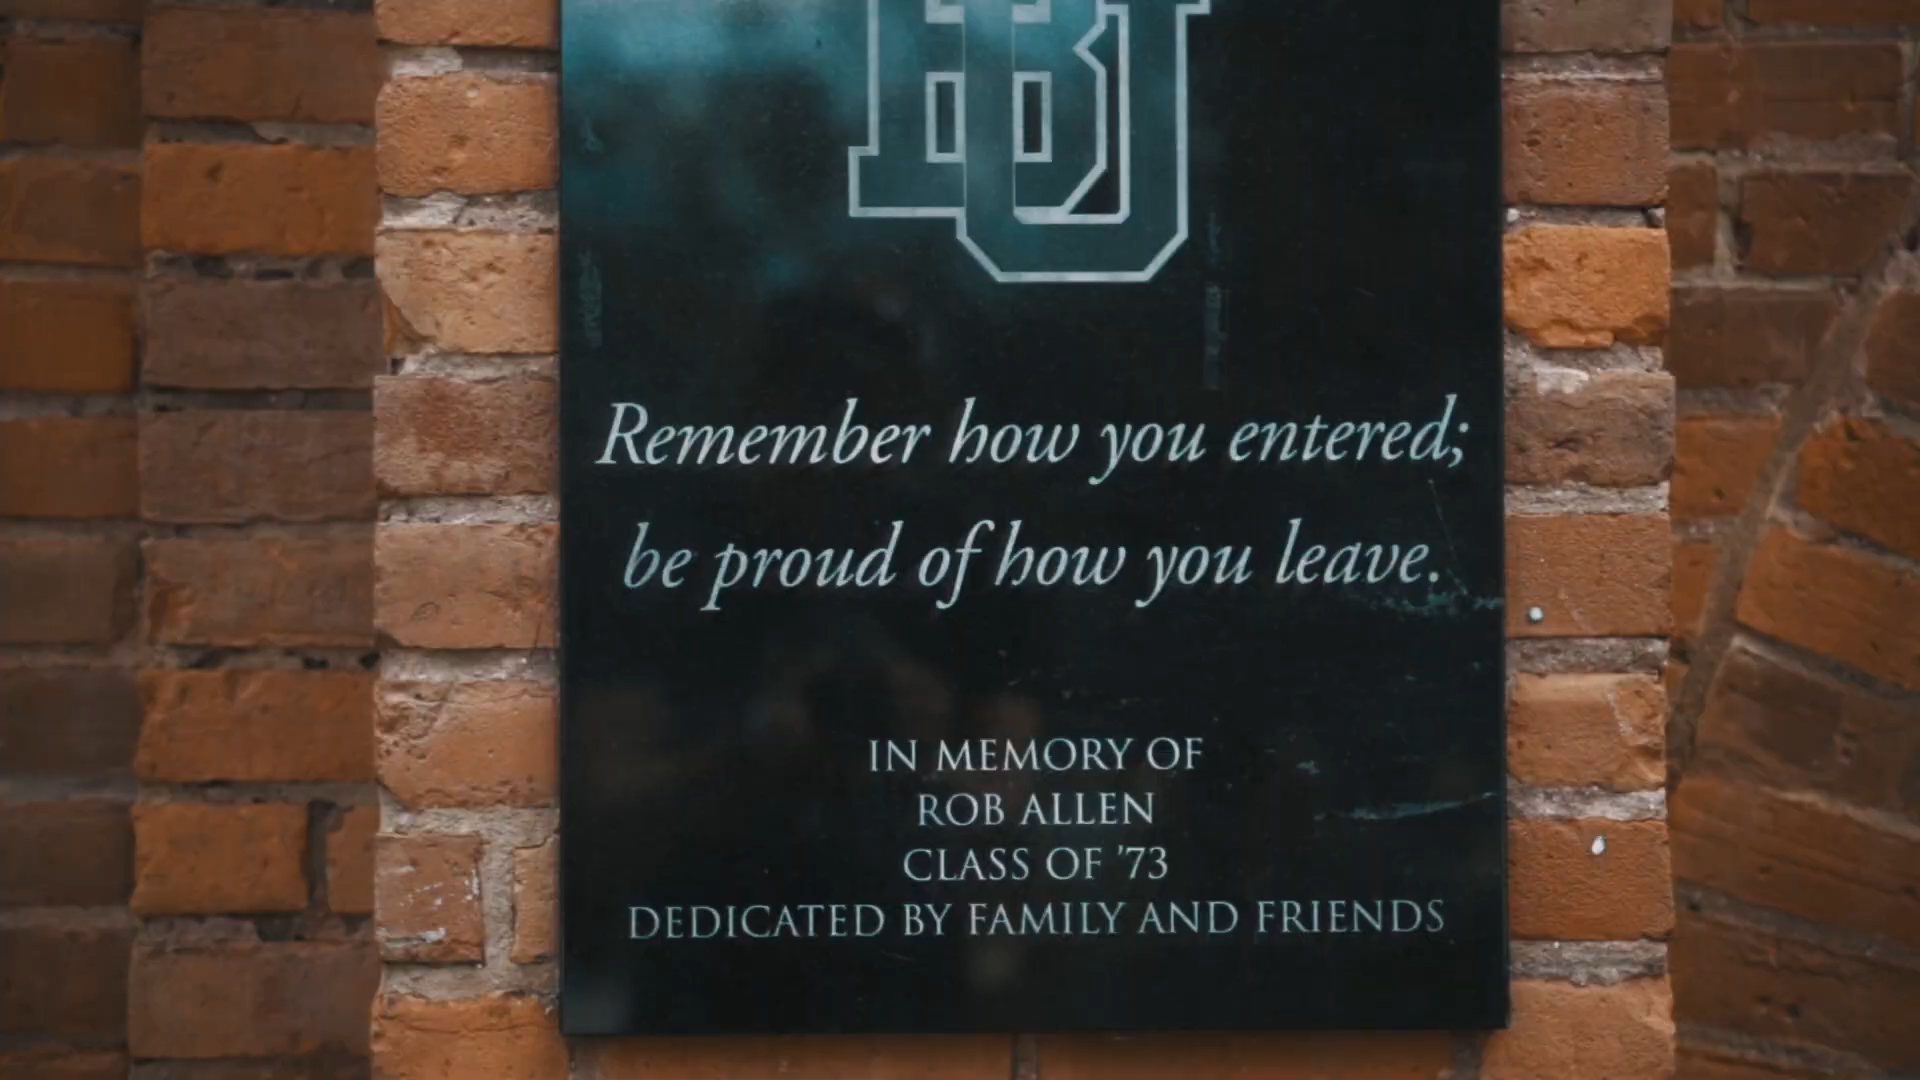 BU
Remember how you entered;
be proud of how you leave.
IN MEMORY OF
ROB ALLEN
CLASS OF '73
DEDICATED BY FAMILY AND FRIENDS